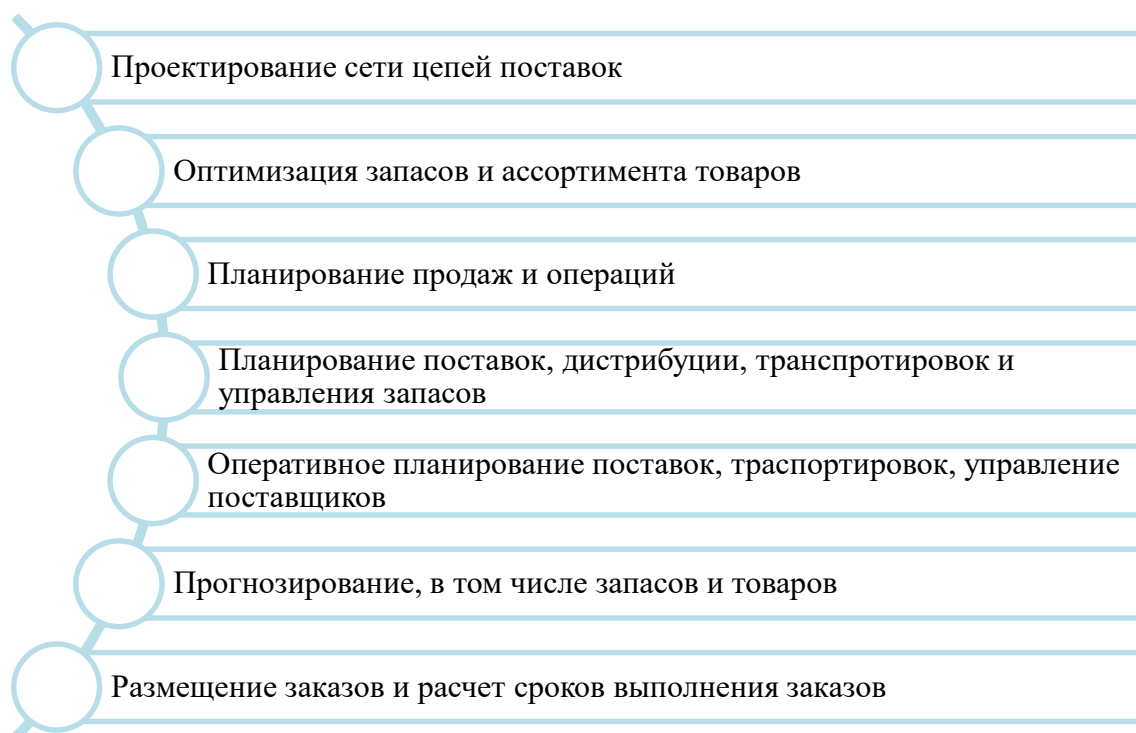 Проектирование сети цепей поставок
Оптимизация запасов и ассортимента товаров
Планирование продаж и операций
Планирование поставок, дистрибуции, транспротировок и
управления запасов
Оперативное планирование поставок, траспортировок, управление
поставщиков
Прогнозирование, в том числе запасов и товаров
Размещение заказов и расчет сроков выполнения заказов